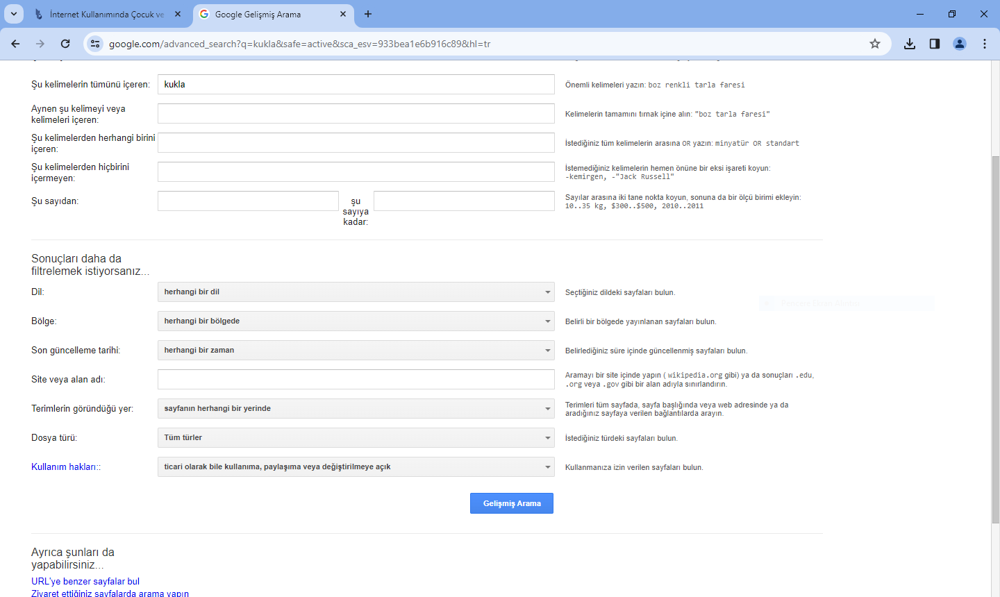 İnternet Kullanımında Çocuk ve
Google Gelişmiş Arama
google.com/advanced_search?q=kukla&safe=active&sca_esv=933bea1e6b916c89&hl=tr
Şu kelimelerin tümünü içeren:
kukla
Önemli kelimeleri yazın: boz renkli tarla faresi
Aynen şu kelimeyi veya
kelimeleri içeren:
Kelimelerin tamamını tırnak içine alın: "boz tarla faresi"
Şu kelimelerden herhangi birini
içeren:
İstediğiniz tüm kelimelerin arasına OR yazın: minyatür OR standart
Şu kelimelerden hiçbirini
içermeyen:
İstemediğiniz kelimelerin hemen önüne bir eksi işareti koyun:
-kemirgen, -"Jack Russell"
Şu sayıdan:
şu
sayıya
kadar:
Sayılar arasına iki tane nokta koyun, sonuna da bir ölçü birimi ekleyin:
10..35 kg, $300..$500, 2010..2011
Sonuçları daha da
filtrelemek istiyorsanız...
Dil:
herhangi bir dil
Seçtiğiniz dildeki sayfaları bulun.
Bölge:
herhangi bir bölgede
Belirli bir bölgede yayınlanan sayfaları bulun.
Son güncelleme tarihi:
herhangi bir zaman
Belirlediğiniz süre içinde güncellenmiş sayfaları bulun.
Site veya alan adı:
Aramayı bir site içinde yapın ( wikipedia.org gibi) ya da sonuçları .edu,
.org veya .gov gibi bir alan adıyla sınırlandırın.
Terimlerin göründüğü yer:
sayfanın herhangi bir yerinde
Terimleri tüm sayfada, sayfa başlığında veya web adresinde ya da
aradığınız sayfaya verilen bağlantılarda arayın.
Dosya türü:
Tüm türler
İstediğiniz türdeki sayfaları bulun.
Kullanım hakları::
ticari olarak bile kullanıma, paylaşıma veya değiştirilmeye açık
Kullanmanıza izin verilen sayfaları bulun.
Gelişmiş Arama
Ayrıca şunları da
yapabilirsiniz...
URL'ye benzer sayfalar bul
Ziyaret ettiğiniz sayfalarda arama yapın